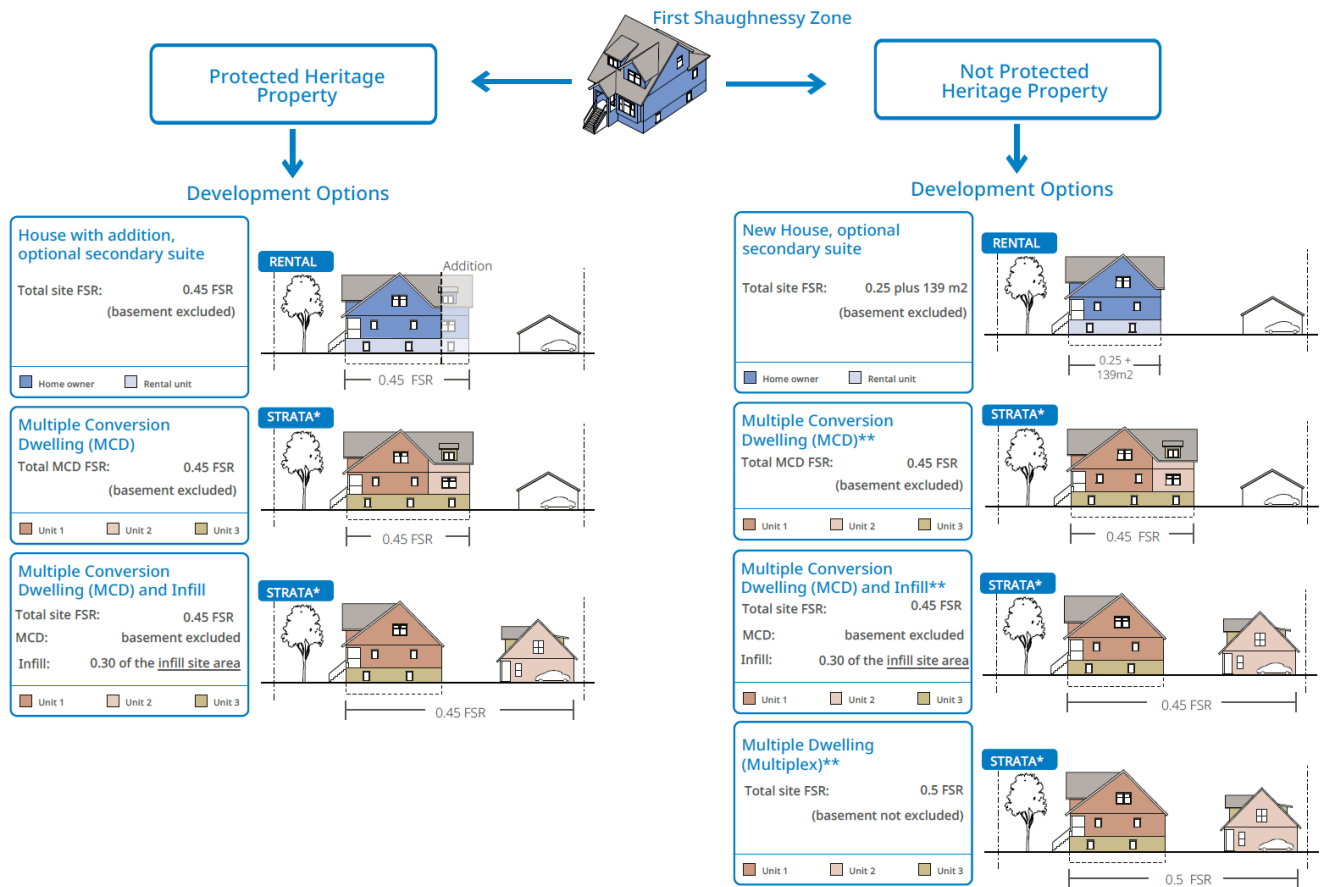 First Shaughnessy Zone
Protected Heritage
Property
Development Options
House with addition,
optional secondary suite
Total site FSR: 0.45 FSR
(basement excluded)
Home owner Rental unit
RENTAL
Addition
0.45 FSR
Multiple Conversion
Dwelling (MCD)
Total MCD FSR: 0.45 FSR
(basement excluded)
Unit 1 Unit 2 Unit 3
STRATA*
0.45 FSR
Multiple Conversion
Dwelling (MCD) and Infill
Total site FSR: 0.45 FSR
MCD: basement excluded
Infill: 0.30 of the infill site area
Unit 1 Unit 2 Unit 3
STRATA*
0.45 FSR
Not Protected
Heritage Property
Development Options
New House, optional
secondary suite
Total site FSR: 0.25 plus 139 m2
(basement excluded)
Home owner Rental unit
RENTAL
0.25 +
139m2
Multiple Conversion
Dwelling (MCD)**
Total MCD FSR: 0.45 FSR
(basement excluded)
Unit 1 Unit 2 Unit 3
STRATA*
0.45 FSR
Multiple Conversion
Dwelling (MCD) and Infill**
Total site FSR: 0.45 FSR
MCD: basement excluded
Infill: 0.30 of the infill site area
Unit 1 Unit 2 Unit 3
STRATA*
0.45 FSR
Multiple Dwelling
(Multiplex)**
Total site FSR: 0.5 FSR
(basement not excluded)
Unit 1 Unit 2 Unit 3
STRATA*
0.5 FSR